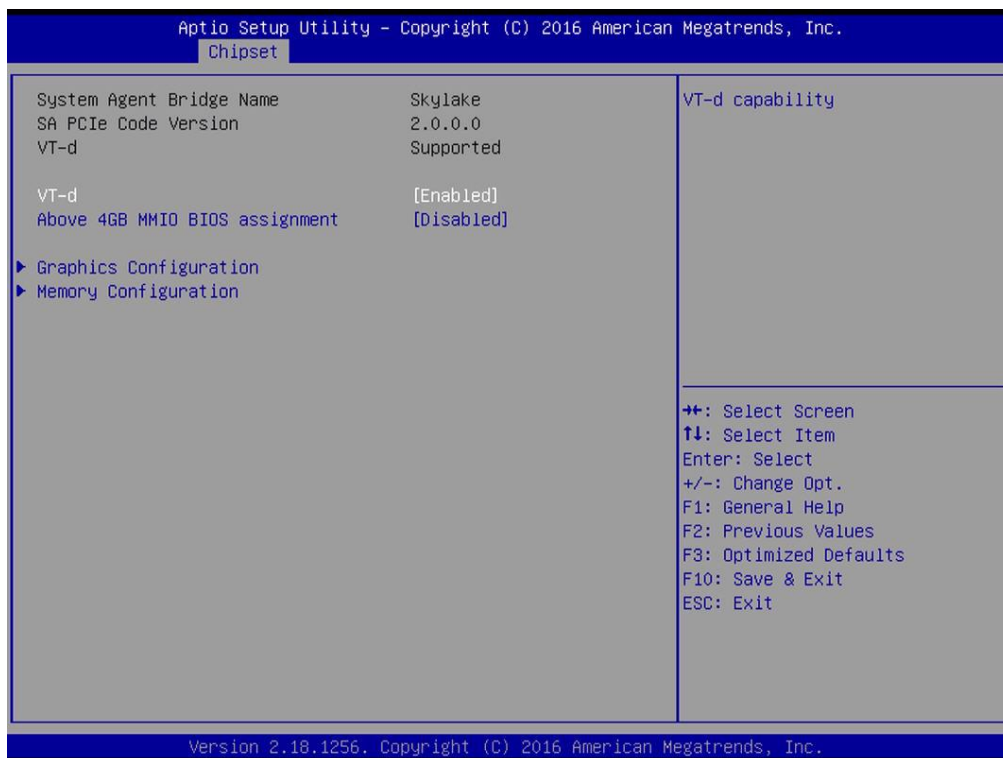 Aptio Setup Utility – Copyright (C) 2016 American Megatrends, Inc.
Chipset
System Agent Bridge Name Skylake
SA PCIe Code Version 2.0.0.0
VT-d Supported
VT-d [Enabled]
Above 4GB MMIO BIOS assignment [Disabled]
► Graphics Configuration
► Memory Configuration
VT-d capability
→←: Select Screen
↑↓: Select Item
Enter: Select
+/-: Change Opt.
F1: General Help
F2: Previous Values
F3: Optimized Defaults
F10: Save & Exit
ESC: Exit
Version 2.18.1256. Copyright (C) 2016 American Megatrends, Inc.